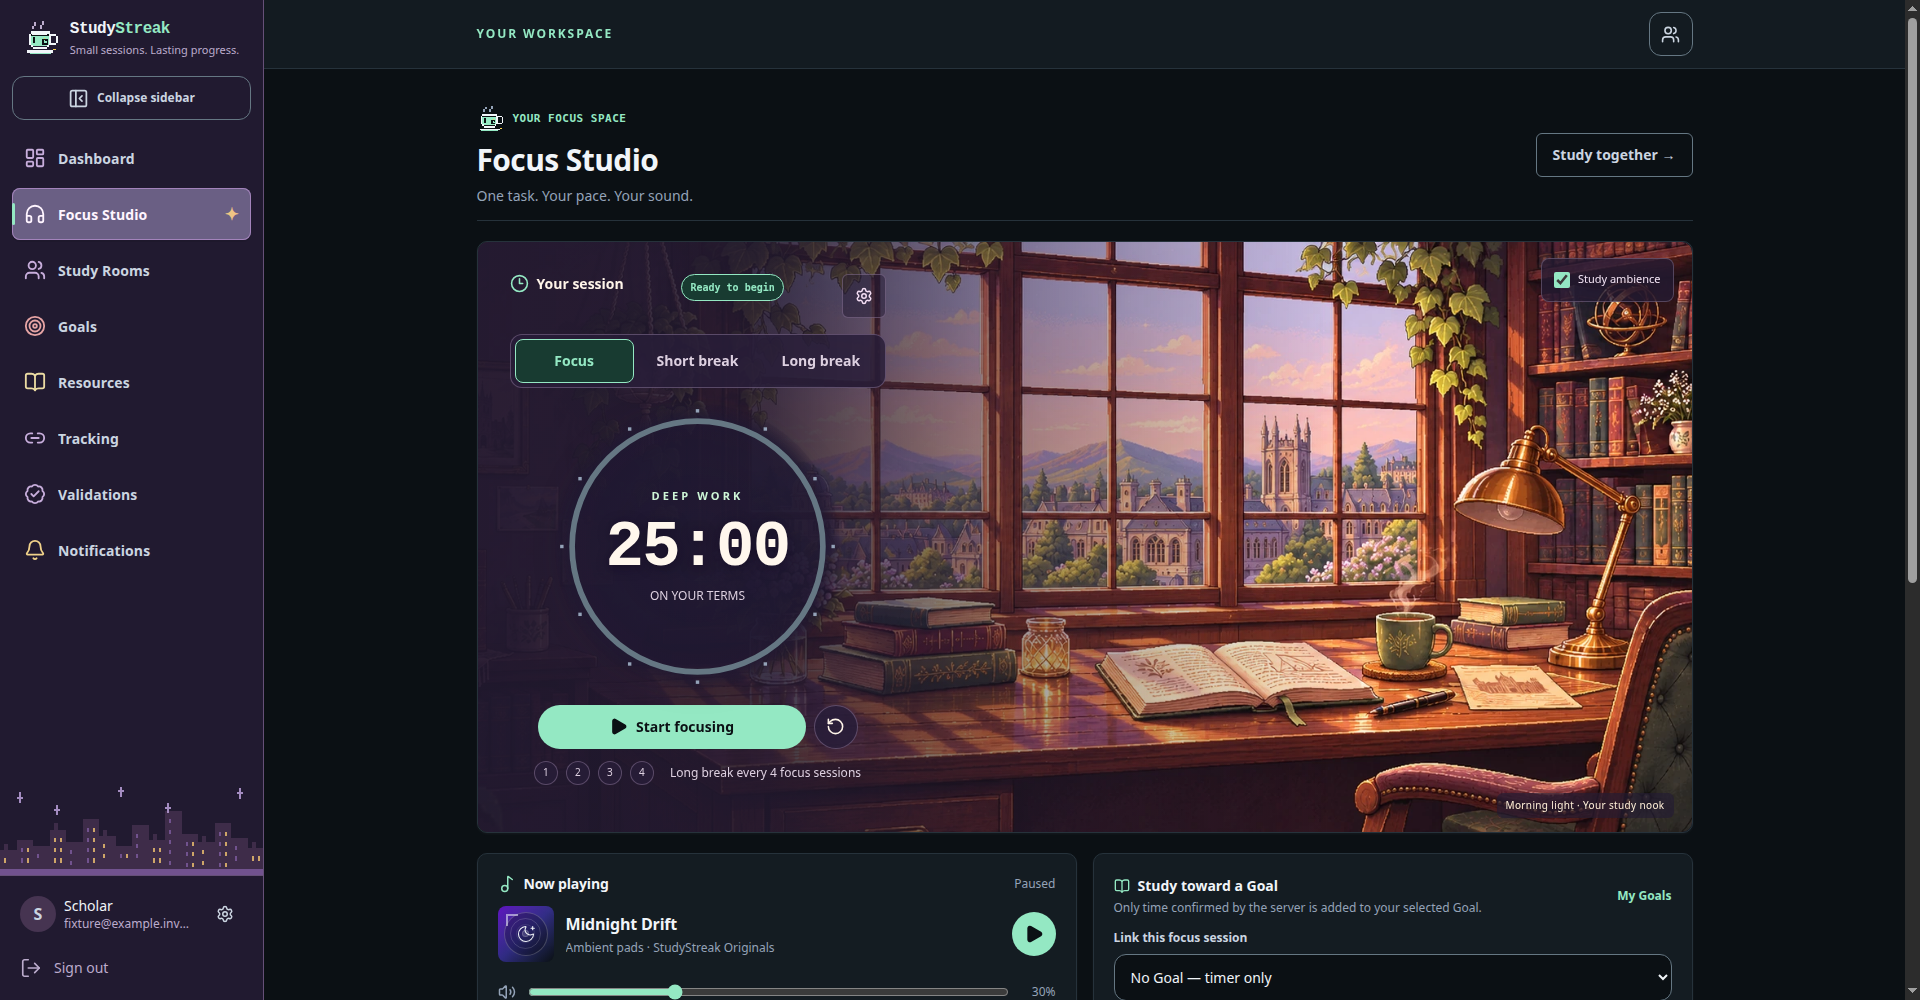 StudyStreak
Small sessions. Lasting progress.
Collapse sidebar
Dashboard
Focus Studio
Study Rooms
Goals
Resources
Tracking
Validations
Notifications
S
Scholar
fixture@example.inv...
Sign out
YOUR WORKSPACE
YOUR FOCUS SPACE
Focus Studio
One task. Your pace. Your sound.
Study together →
Your session
Ready to begin
Study ambience
Focus
Short break
Long break
DEEP WORK
25:00
ON YOUR TERMS
Start focusing
1 2 3 4 Long break every 4 focus sessions
Morning light · Your study nook
Now playing
Paused
Midnight Drift
Ambient pads · StudyStreak Originals
30%
Study toward a Goal
Only time confirmed by the server is added to your selected Goal.
My Goals
Link this focus session
No Goal — timer only